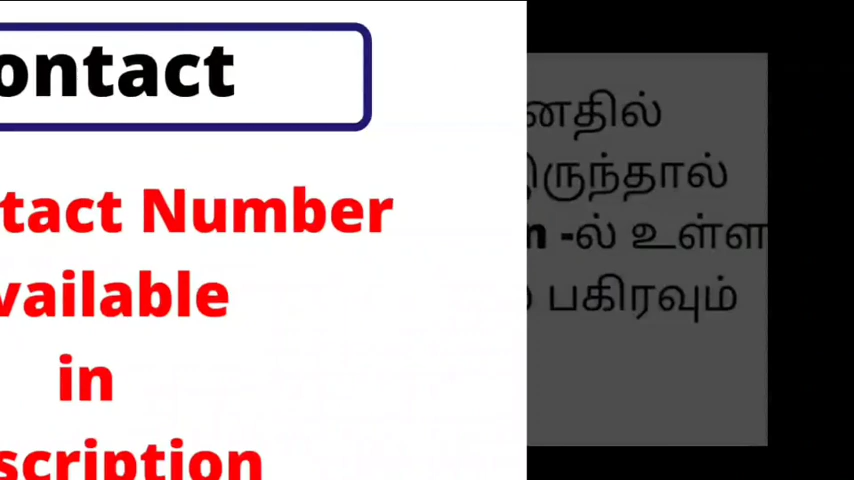 ontact
tact Number
vailable
in
scription
னதில்
ருந்தால்
-ல் உள்ள
பகிரவும்